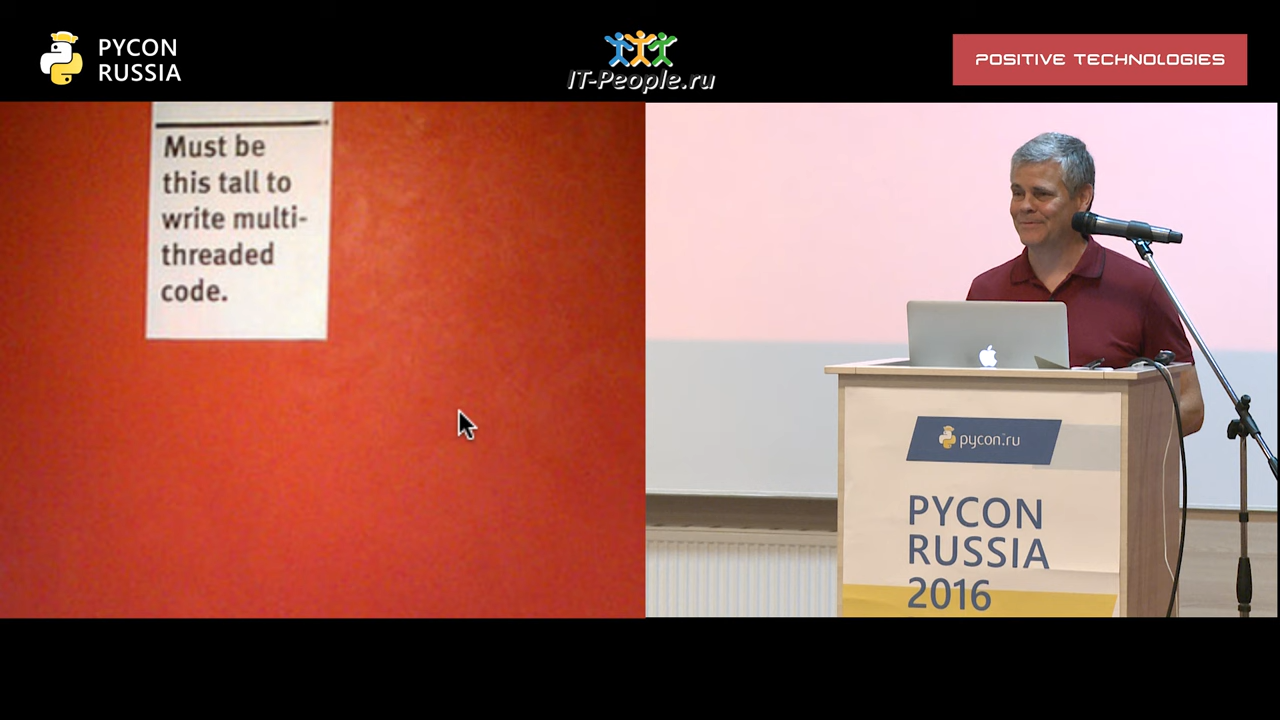 PYCON
RUSSIA
IT-People.ru
POSITIVE TECHNOLOGIES
Must be
this tall to
write multi-
threaded
code.
pycon.ru
PYCON
RUSSIA
2016